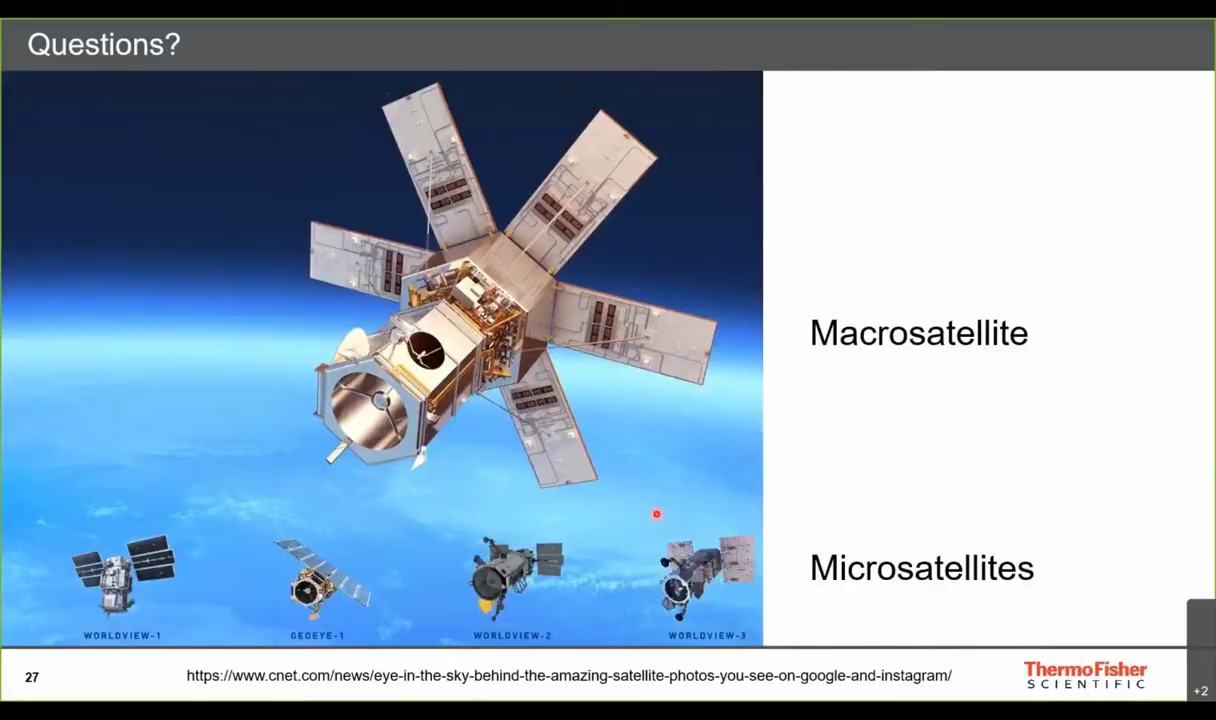 Questions?
Macrosatellite
Microsatellites
WORLDVIEW-1
GEOEYE-1
WORLDVIEW-2
WORLDVIEW-3
27
https://www.cnet.com/news/eye-in-the-sky-behind-the-amazing-satellite-photos-you-see-on-google-and-instagram/
ThermoFisher
SCIENTIFIC
+2